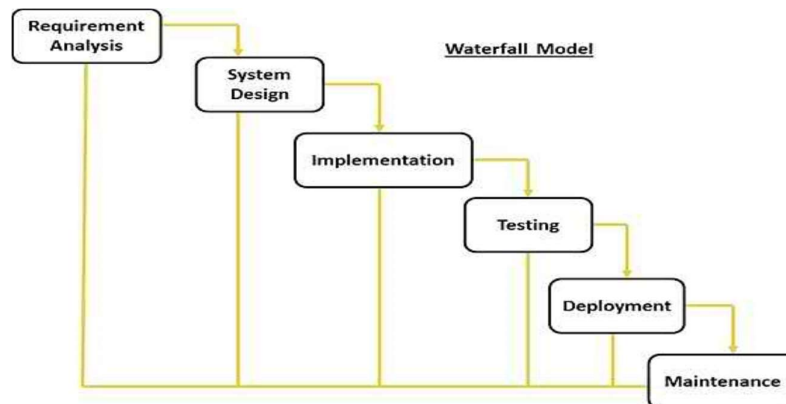 Requirement
Analysis
Waterfall Model
System
Design
Implementation
Testing
Deployment
Maintenance